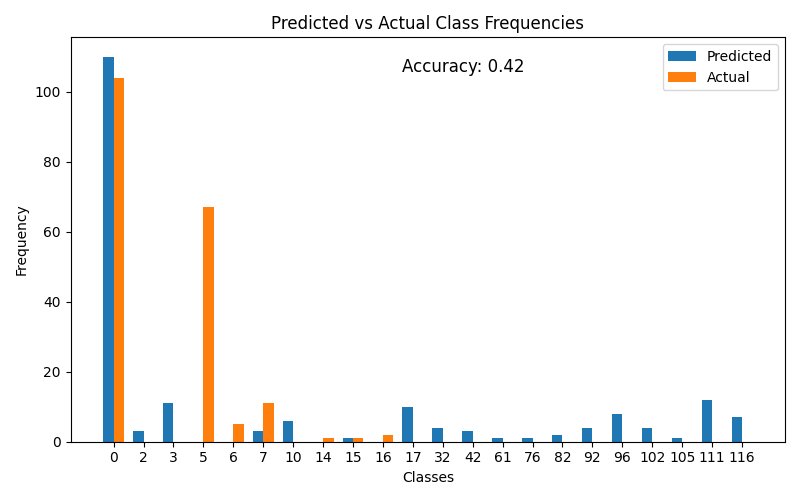 Predicted vs Actual Class Frequencies
Accuracy: 0.42
Predicted
Actual
Frequency
100
80
60
40
20
0
0 2 3 5 6 7 10 14 15 16 17 32 42 61 76 82 92 96 102 105 111 116
Classes